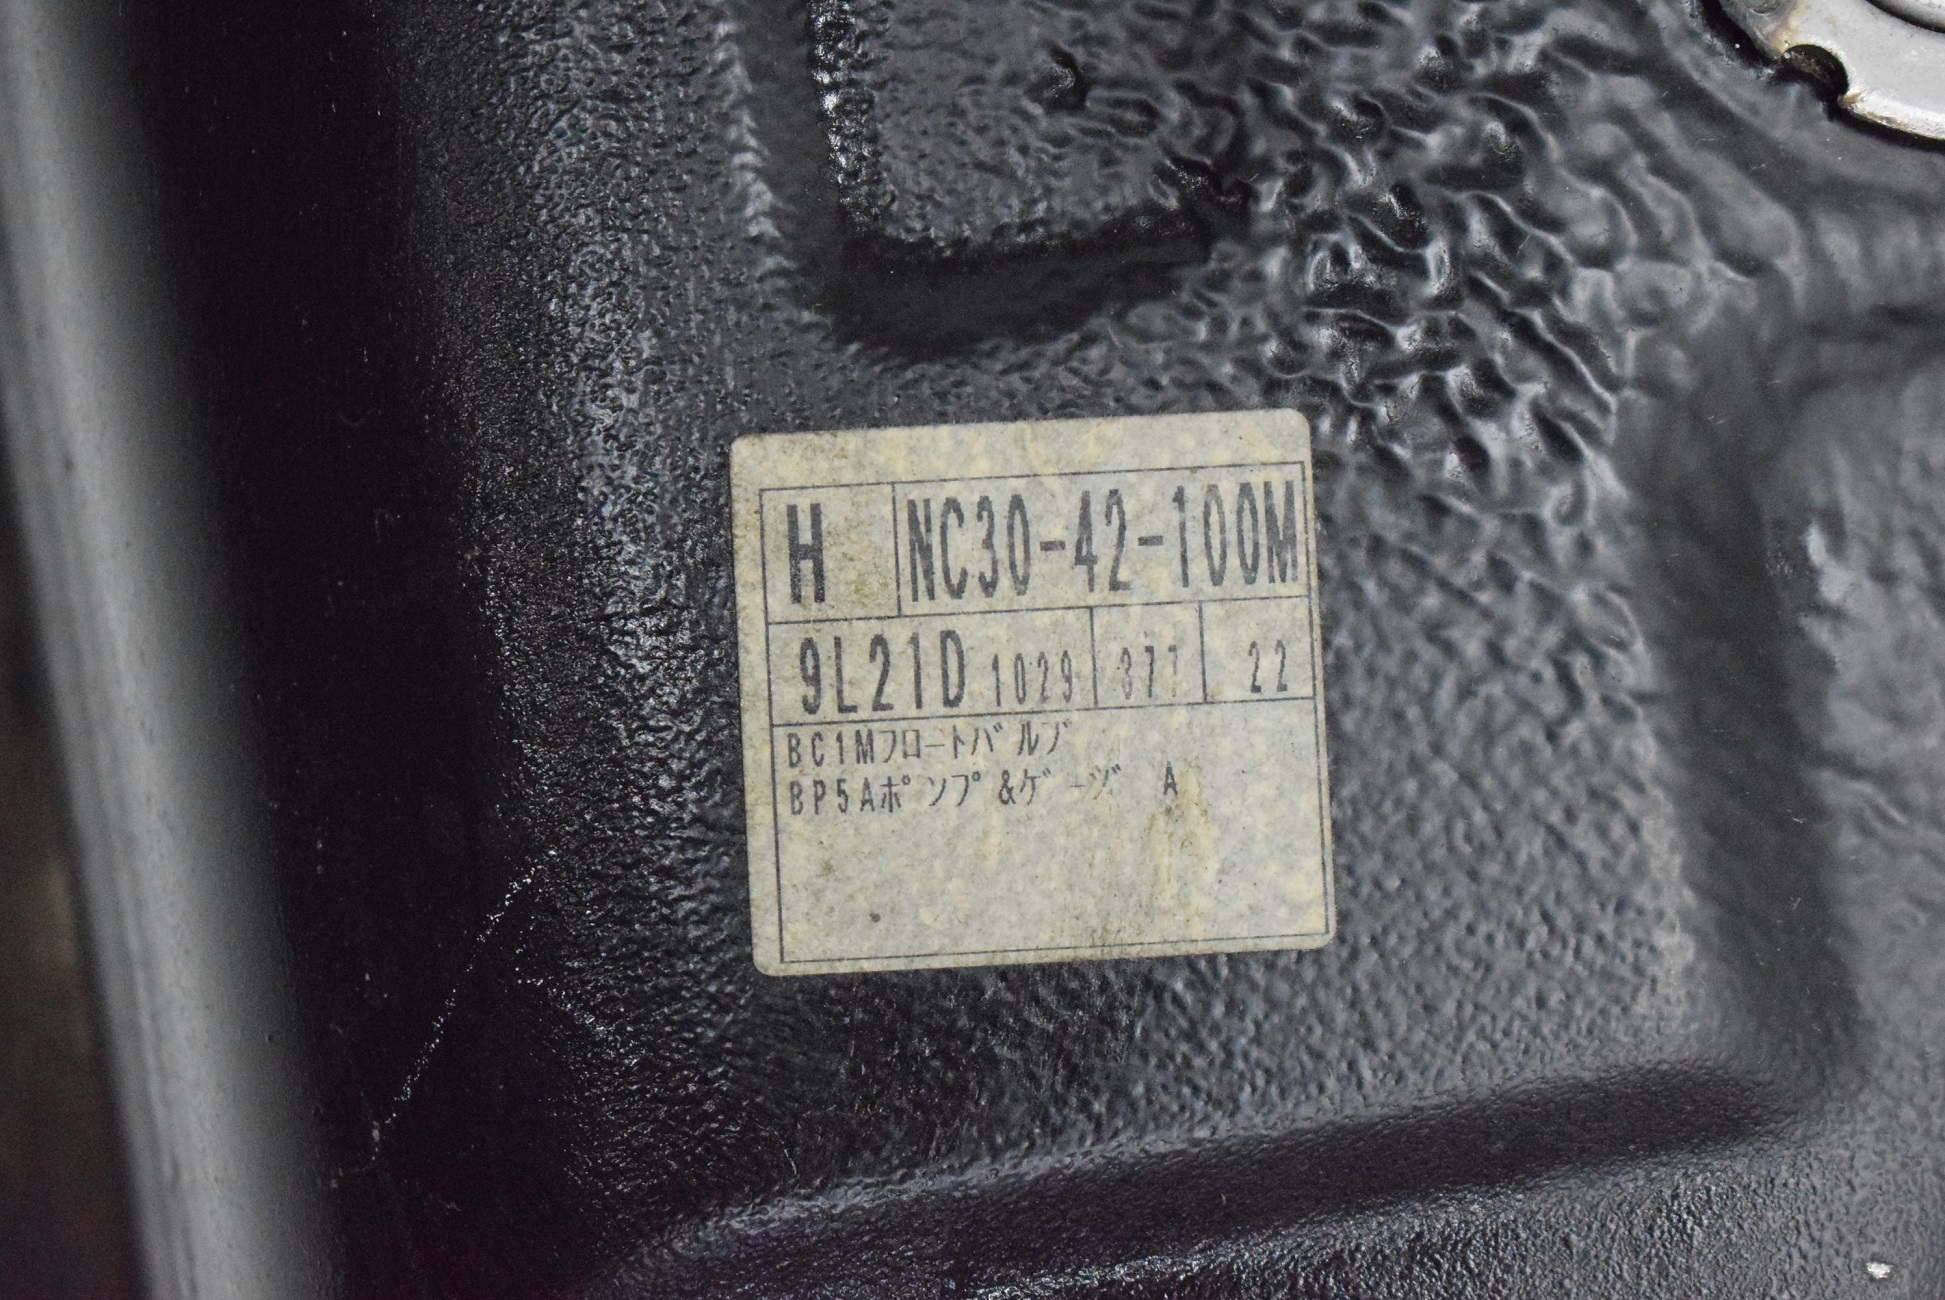 H NC30-42-100M
9L21D 1029 377 22
BC1Mフロートバルブ
BP5Aポンプ&ゲージ A